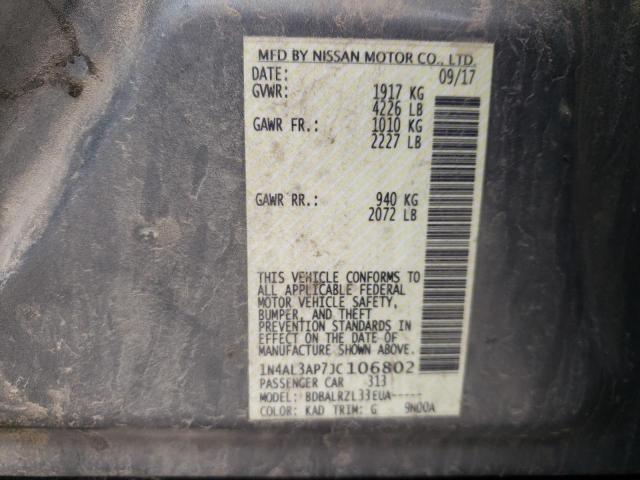 MFD BY NISSAN MOTOR CO., LTD.
DATE: 09/17
GVWR: 1917 KG
4226 LB
GAWR FR.: 1010 KG
2227 LB
GAWR RR.: 940 KG
2072 LB
THIS VEHICLE CONFORMS TO
ALL APPLICABLE FEDERAL
MOTOR VEHICLE SAFETY,
BUMPER, AND THEFT
PREVENTION STANDARDS IN
EFFECT ON THE DATE OF
MANUFACTURE SHOWN ABOVE.
1N4AL3AP7JC106802
PASSENGER CAR 313
MODEL: BDBALRZL33EUA-----
COLOR: KAD TRIM: G 9N00A